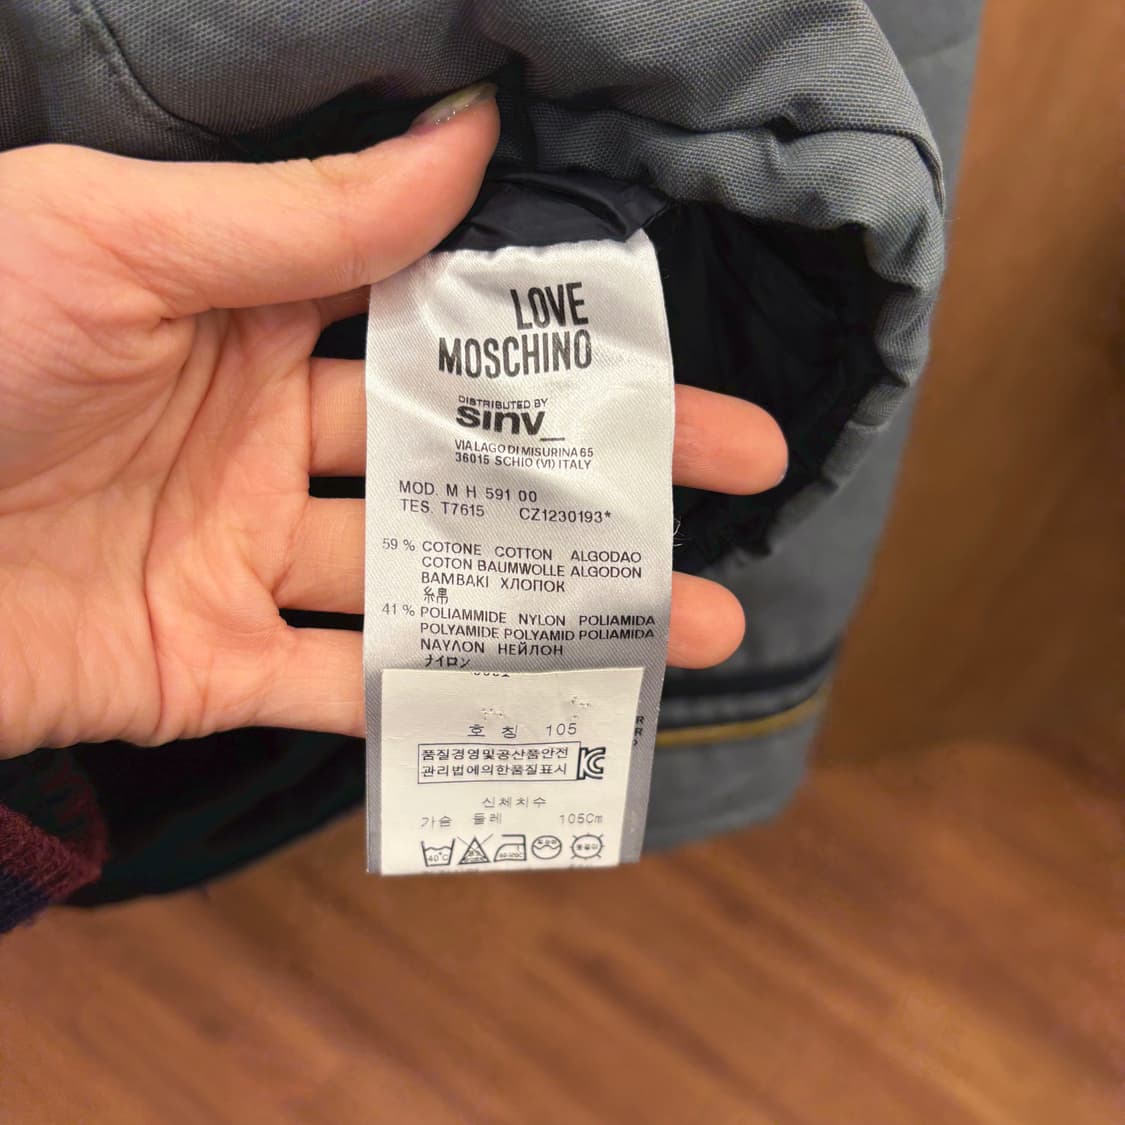 LOVE
MOSCHINO
DISTRIBUTED BY
sinv_
VIA LAGO DI MISURINA 65
36015 SCHIO (VI) ITALY
MOD. M H 591 00
TES. T7615 CZ1230193*
59 % COTONE COTTON ALGODAO
COTON BAUMWOLLE ALGODON
BAMBAKI ХЛОПОК
綿
41 % POLIAMMIDE NYLON POLIAMIDA
POLYAMIDE POLYAMID POLIAMIDA
ΝΑΥΛΟΝ НЕЙЛОН
ナイロン
호 칭 105
품질경영및공산품안전
관리법에의한품질표시
신체치수
가슴 둘레 105Cm
40°C